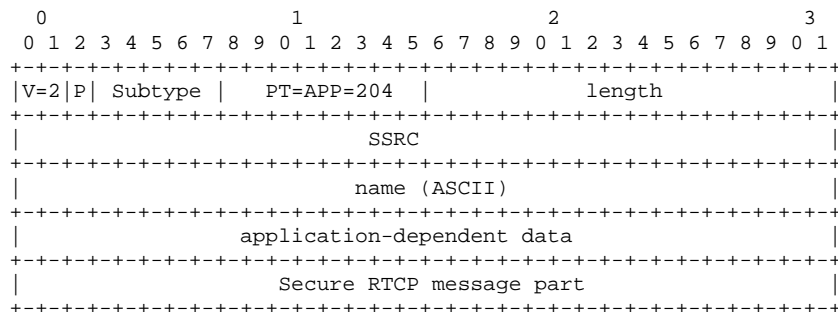 0                   1                   2                   3
0 1 2 3 4 5 6 7 8 9 0 1 2 3 4 5 6 7 8 9 0 1 2 3 4 5 6 7 8 9 0 1
+-+-+-+-+-+-+-+-+-+-+-+-+-+-+-+-+-+-+-+-+-+-+-+-+-+-+-+-+-+-+-+-+
|V=2|P| Subtype |   PT=APP=204  |            length             |
+-+-+-+-+-+-+-+-+-+-+-+-+-+-+-+-+-+-+-+-+-+-+-+-+-+-+-+-+-+-+-+-+
|                           SSRC                                |
+-+-+-+-+-+-+-+-+-+-+-+-+-+-+-+-+-+-+-+-+-+-+-+-+-+-+-+-+-+-+-+-+
|                          name (ASCII)                         |
+-+-+-+-+-+-+-+-+-+-+-+-+-+-+-+-+-+-+-+-+-+-+-+-+-+-+-+-+-+-+-+-+
|                 application-dependent data                    |
+-+-+-+-+-+-+-+-+-+-+-+-+-+-+-+-+-+-+-+-+-+-+-+-+-+-+-+-+-+-+-+-+
|                    Secure RTCP message part                   |
+-+-+-+-+-+-+-+-+-+-+-+-+-+-+-+-+-+-+-+-+-+-+-+-+-+-+-+-+-+-+-+-+